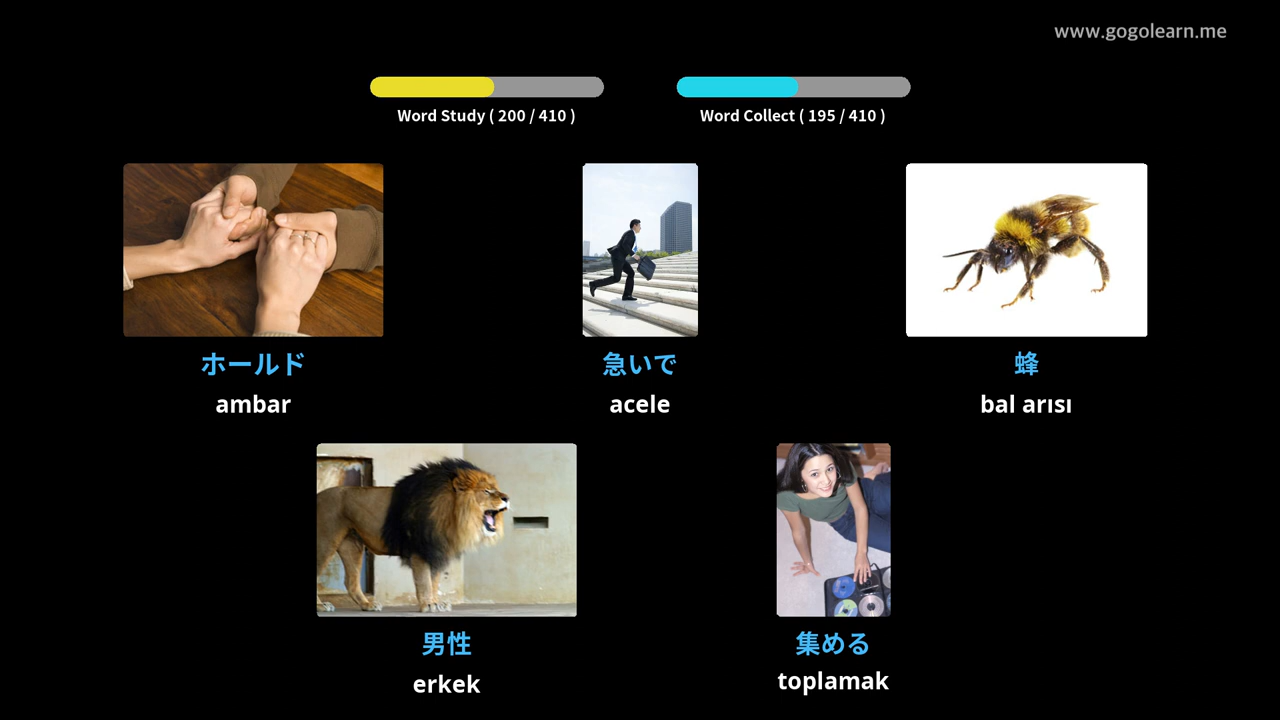 www.gogolearn.me
Word Study ( 200 / 410 )
Word Collect ( 195 / 410 )
ホールド
ambar
急いで
acele
蜂
bal arısı
男性
erkek
集める
toplamak